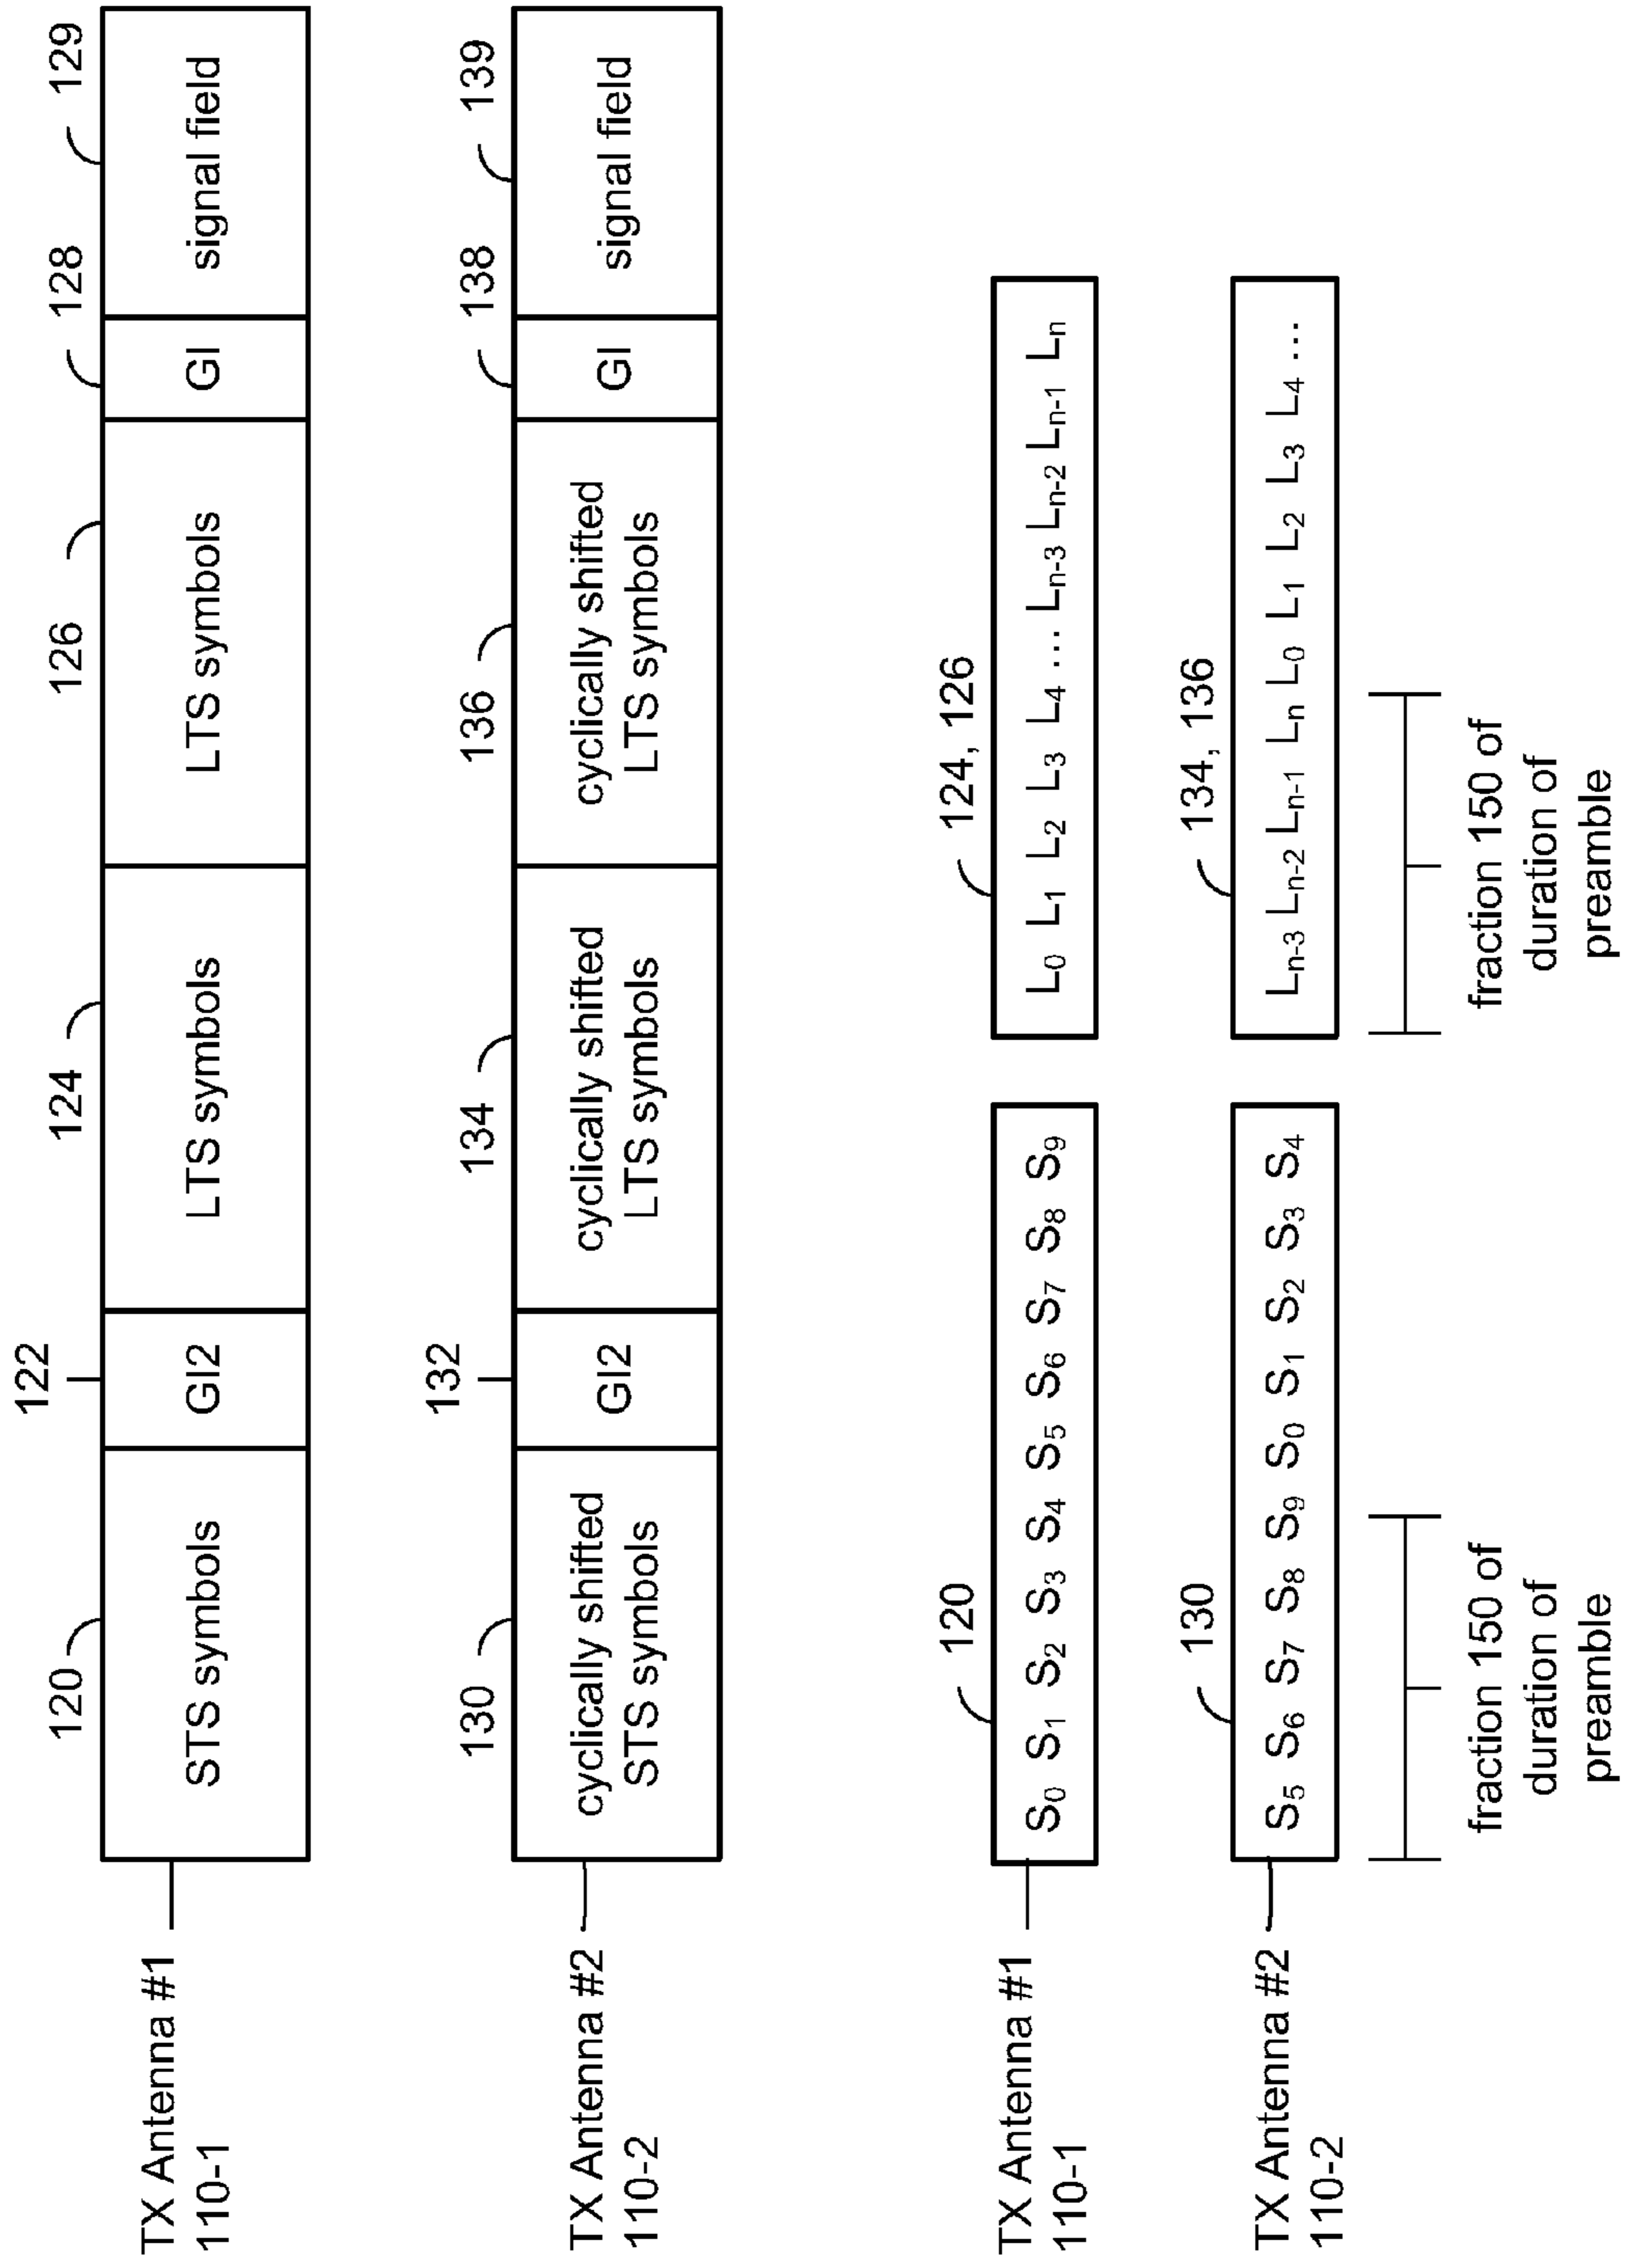 120
122
124
126
128
129
TX Antenna #1
110-1
STS symbols
GI2
LTS symbols
LTS symbols
GI
signal field
130
132
134
136
138
139
TX Antenna #2
110-2
cyclically shifted
STS symbols
GI2
cyclically shifted
LTS symbols
cyclically shifted
LTS symbols
GI
signal field
120
124, 126
TX Antenna #1
110-1
S0 S1 S2 S3 S4 S5 S6 S7 S8 S9
L0 L1 L2 L3 L4 ... Ln-3 Ln-2 Ln-1 Ln
130
134, 136
TX Antenna #2
110-2
S5 S6 S7 S8 S9 S0 S1 S2 S3 S4
Ln-3 Ln-2 Ln-1 Ln L0 L1 L2 L3 L4 ...
fraction 150 of
duration of
preamble
fraction 150 of
duration of
preamble